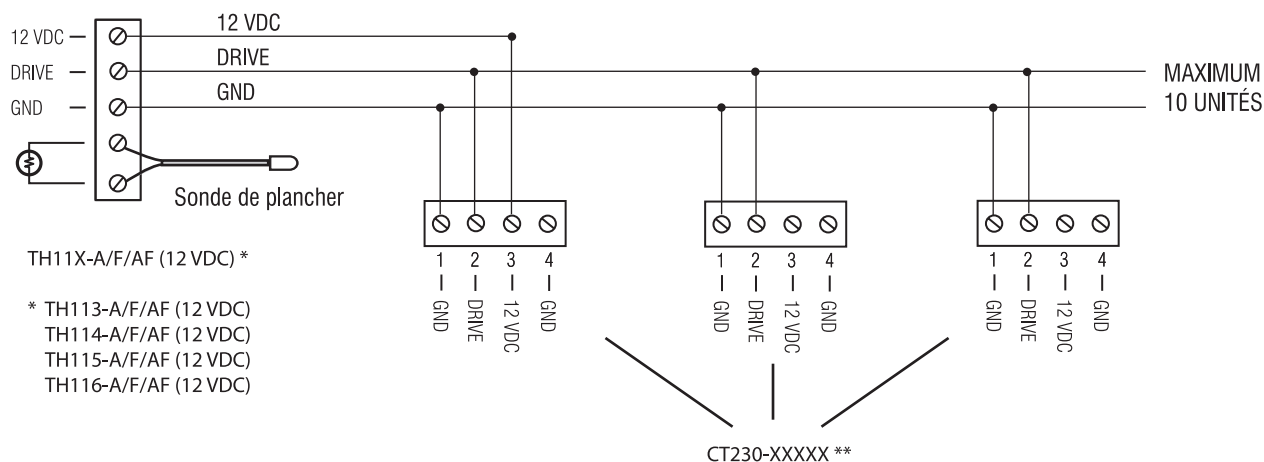 12 VDC
DRIVE
GND
12 VDC
DRIVE
GND
MAXIMUM
10 UNITÉS
Sonde de plancher
TH11X-A/F/AF (12 VDC) *
* TH113-A/F/AF (12 VDC)
TH114-A/F/AF (12 VDC)
TH115-A/F/AF (12 VDC)
TH116-A/F/AF (12 VDC)
1 2 3 4
GND
DRIVE
12 VDC
GND
1 2 3 4
GND
DRIVE
12 VDC
GND
1 2 3 4
GND
DRIVE
12 VDC
GND
CT230-XXXXX **